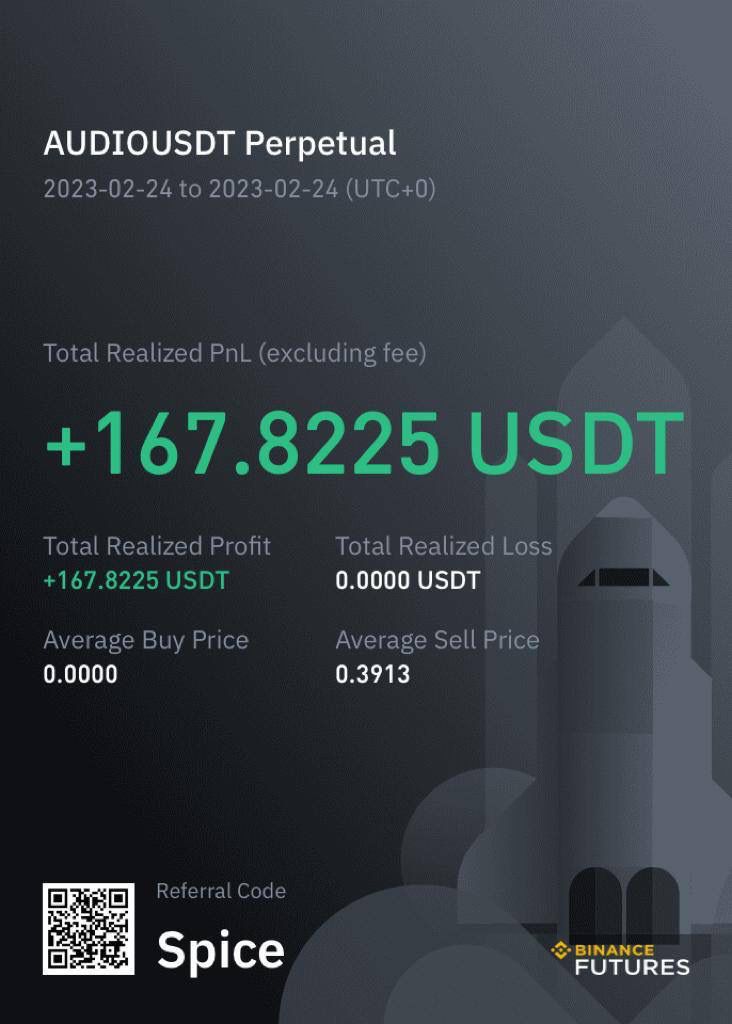 AUDIOUSDT Perpetual
2023-02-24 to 2023-02-24 (UTC+0)
Total Realized PnL (excluding fee)
+167.8225 USDT
Total Realized Profit
+167.8225 USDT
Total Realized Loss
0.0000 USDT
Average Buy Price
0.0000
Average Sell Price
0.3913
Referral Code
Spice
BINANCE
FUTURES